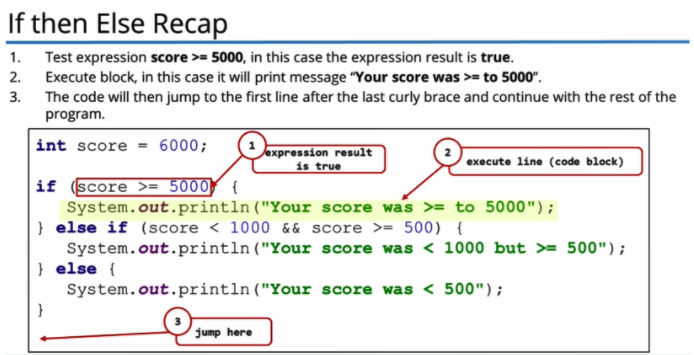 If then Else Recap
1. Test expression score >= 5000, in this case the expression result is true.
2. Execute block, in this case it will print message “Your score was >= to 5000”.
3. The code will then jump to the first line after the last curly brace and continue with the rest of the
program.
int score = 6000;
1
expression result
is true
2
execute line (code block)
if (score >= 5000) {
System.out.println("Your score was >= to 5000");
} else if (score < 1000 && score >= 500) {
System.out.println("Your score was < 1000 but >= 500");
} else {
System.out.println("Your score was < 500");
}
3
jump here